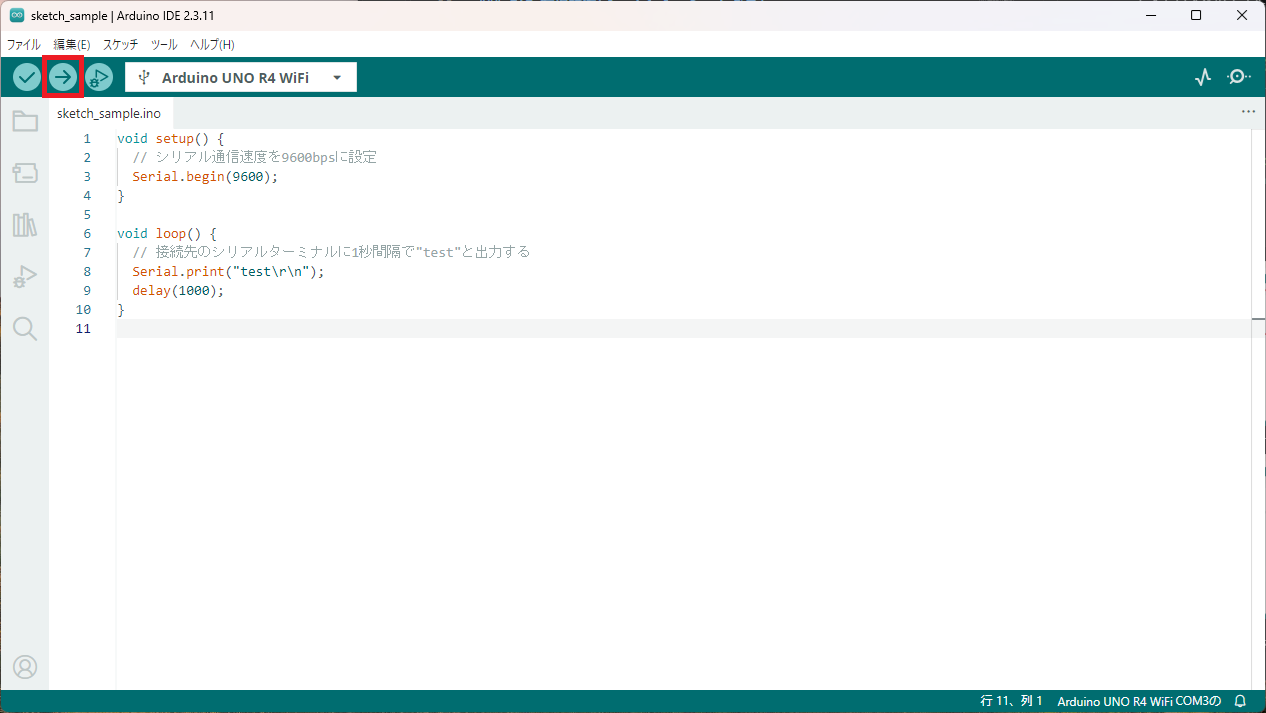 sketch_sample | Arduino IDE 2.3.11
ファイル 編集(E) スケッチ ツール ヘルプ(H)
Arduino UNO R4 WiFi
sketch_sample.ino
1 void setup() {
2 // シリアル通信速度を9600bpsに設定
3 Serial.begin(9600);
4 }
5
6 void loop() {
7 // 接続先のシリアルターミナルに1秒間隔で"test"と出力する
8 Serial.print("test\r\n");
9 delay(1000);
10 }
11
行 11、列 1 Arduino UNO R4 WiFi COM3の